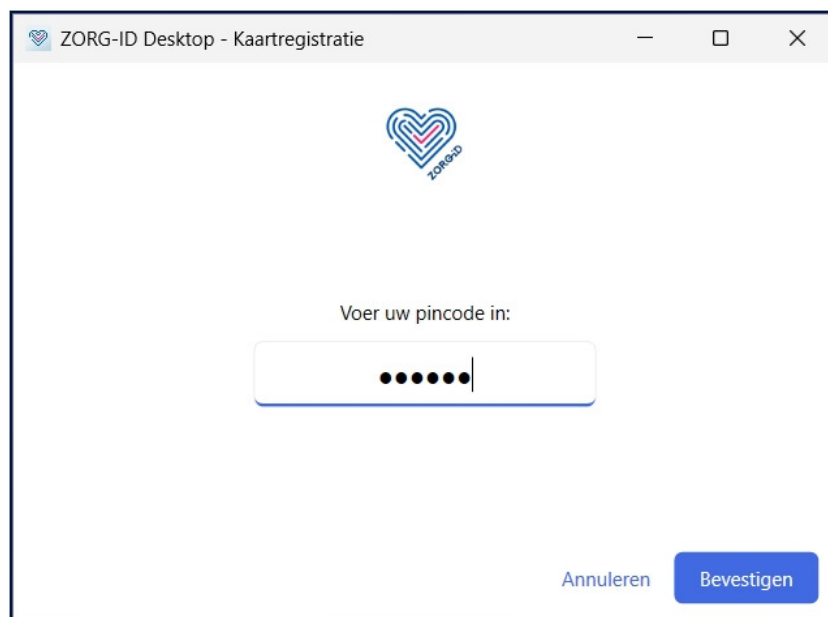 ZORG-ID Desktop - Kaartregistratie
ZORG-ID
Voer uw pincode in:
●●●●●●
Annuleren
Bevestigen